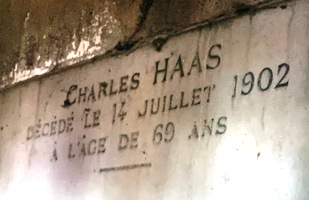 CHARLES HAAS
DÉCÉDÉ LE 14 JUILLET 1902
À L'ÂGE DE 69 ANS